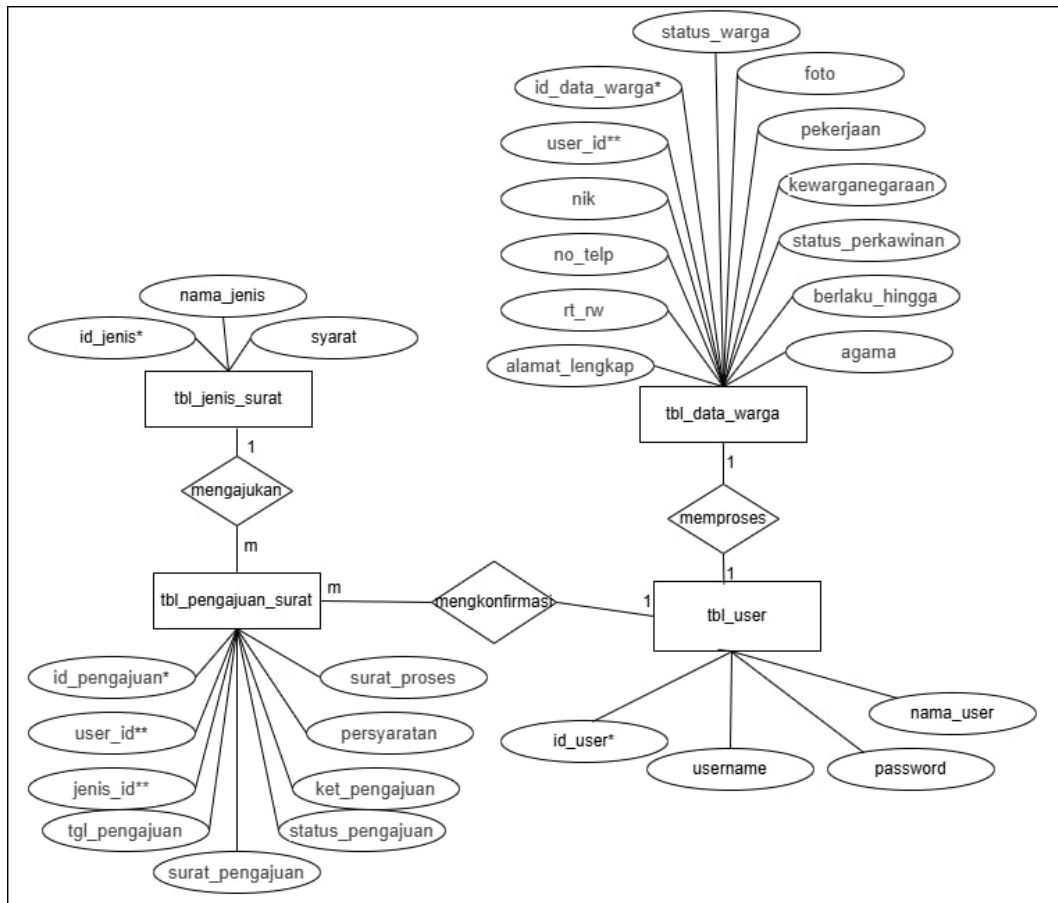 status_warga
foto
id_data_warga*
pekerjaan
user_id**
kewarganegaraan
nik
status_perkawinan
no_telp
berlaku_hingga
rt_rw
agama
alamat_lengkap
nama_jenis
id_jenis*
syarat
tbl_jenis_surat
tbl_data_warga
1
mengajukan
m
1
memproses
1
tbl_pengajuan_surat
m
mengkonfirmasi
1
tbl_user
id_pengajuan*
surat_proses
user_id**
persyaratan
jenis_id**
ket_pengajuan
tgl_pengajuan
status_pengajuan
surat_pengajuan
id_user*
username
password
nama_user